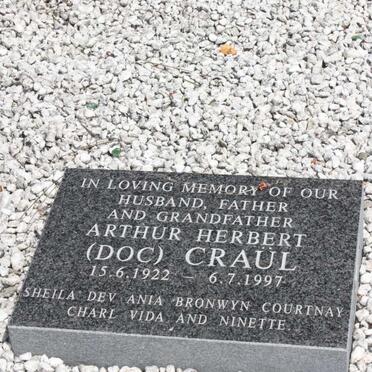 IN LOVING MEMORY OF OUR
HUSBAND, FATHER
AND GRANDFATHER
ARTHUR HERBERT
(DOC) CRAUL
15.6.1922 – 6.7.1997
SHEILA DEV ANIA BRONWYN COURTNAY
CHARL VIDA AND NINETTE